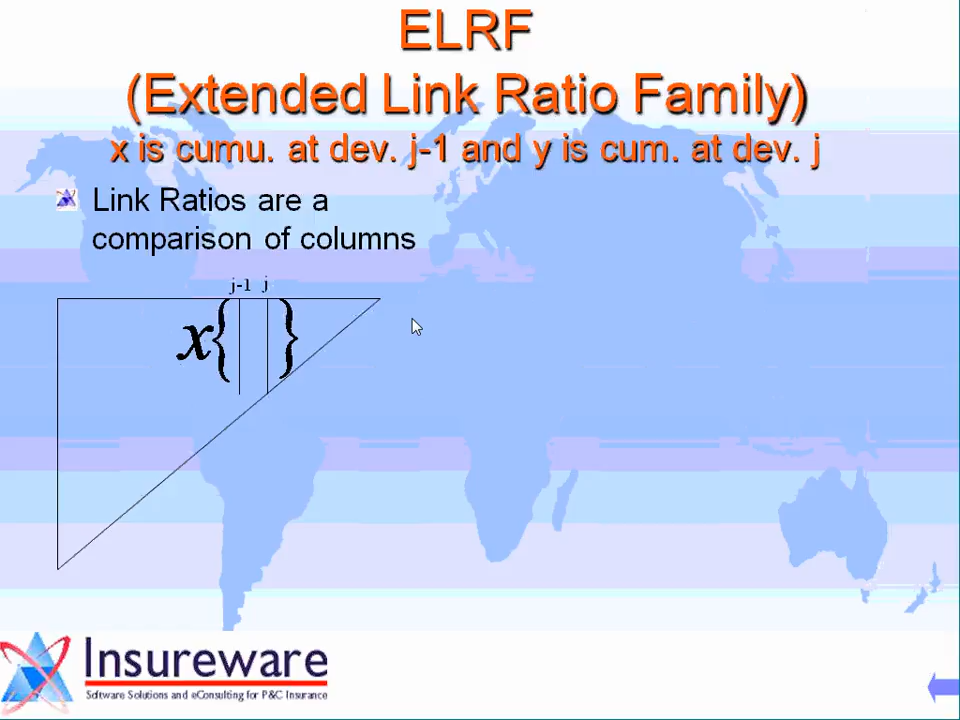 ELRF
(Extended Link Ratio Family)
x is cumu. at dev. j-1 and y is cum. at dev. j
Link Ratios are a
comparison of columns
j-1 j
x{ }
Insureware
Software Solutions and eConsulting for P&C Insurance